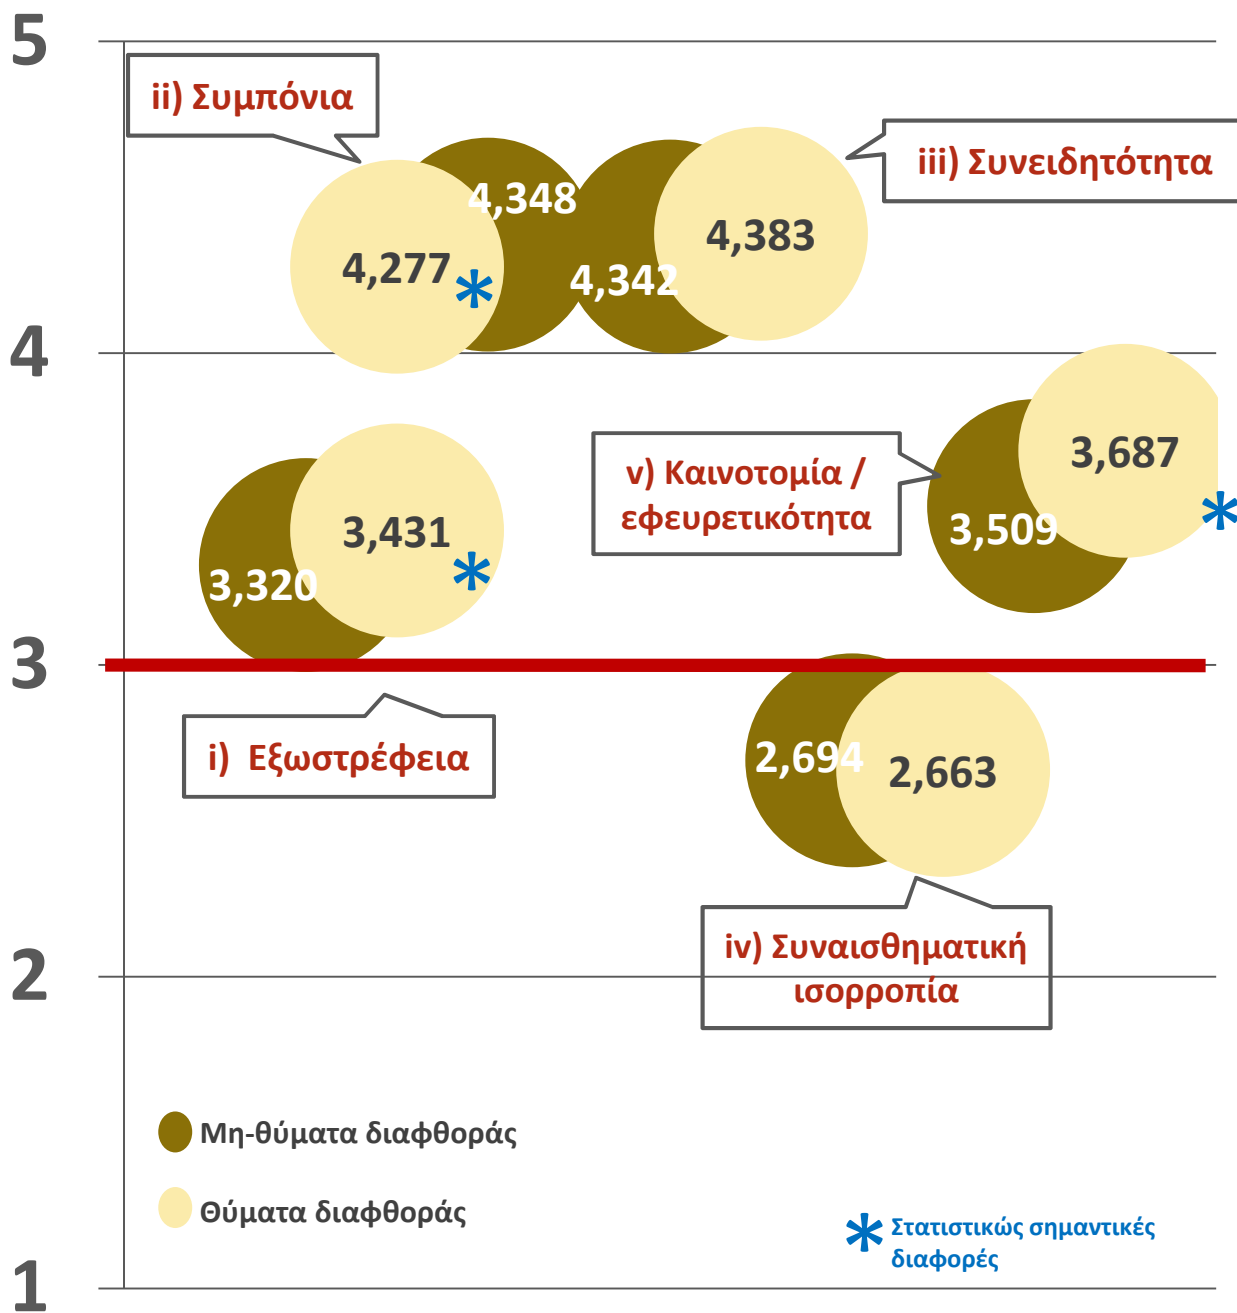 5
ii) Συμπόνια
iii) Συνειδητότητα
4,348
4,383
4,277
*
4,342
4
v) Καινοτομία /
εφευρετικότητα
3,687
*
3,509
3,431
*
3,320
3
i) Εξωστρέφεια
2,694
2,663
iv) Συναισθηματική
ισορροπία
2
Μη-θύματα διαφθοράς
Θύματα διαφθοράς
* Στατιστικώς σημαντικές
διαφορές
1